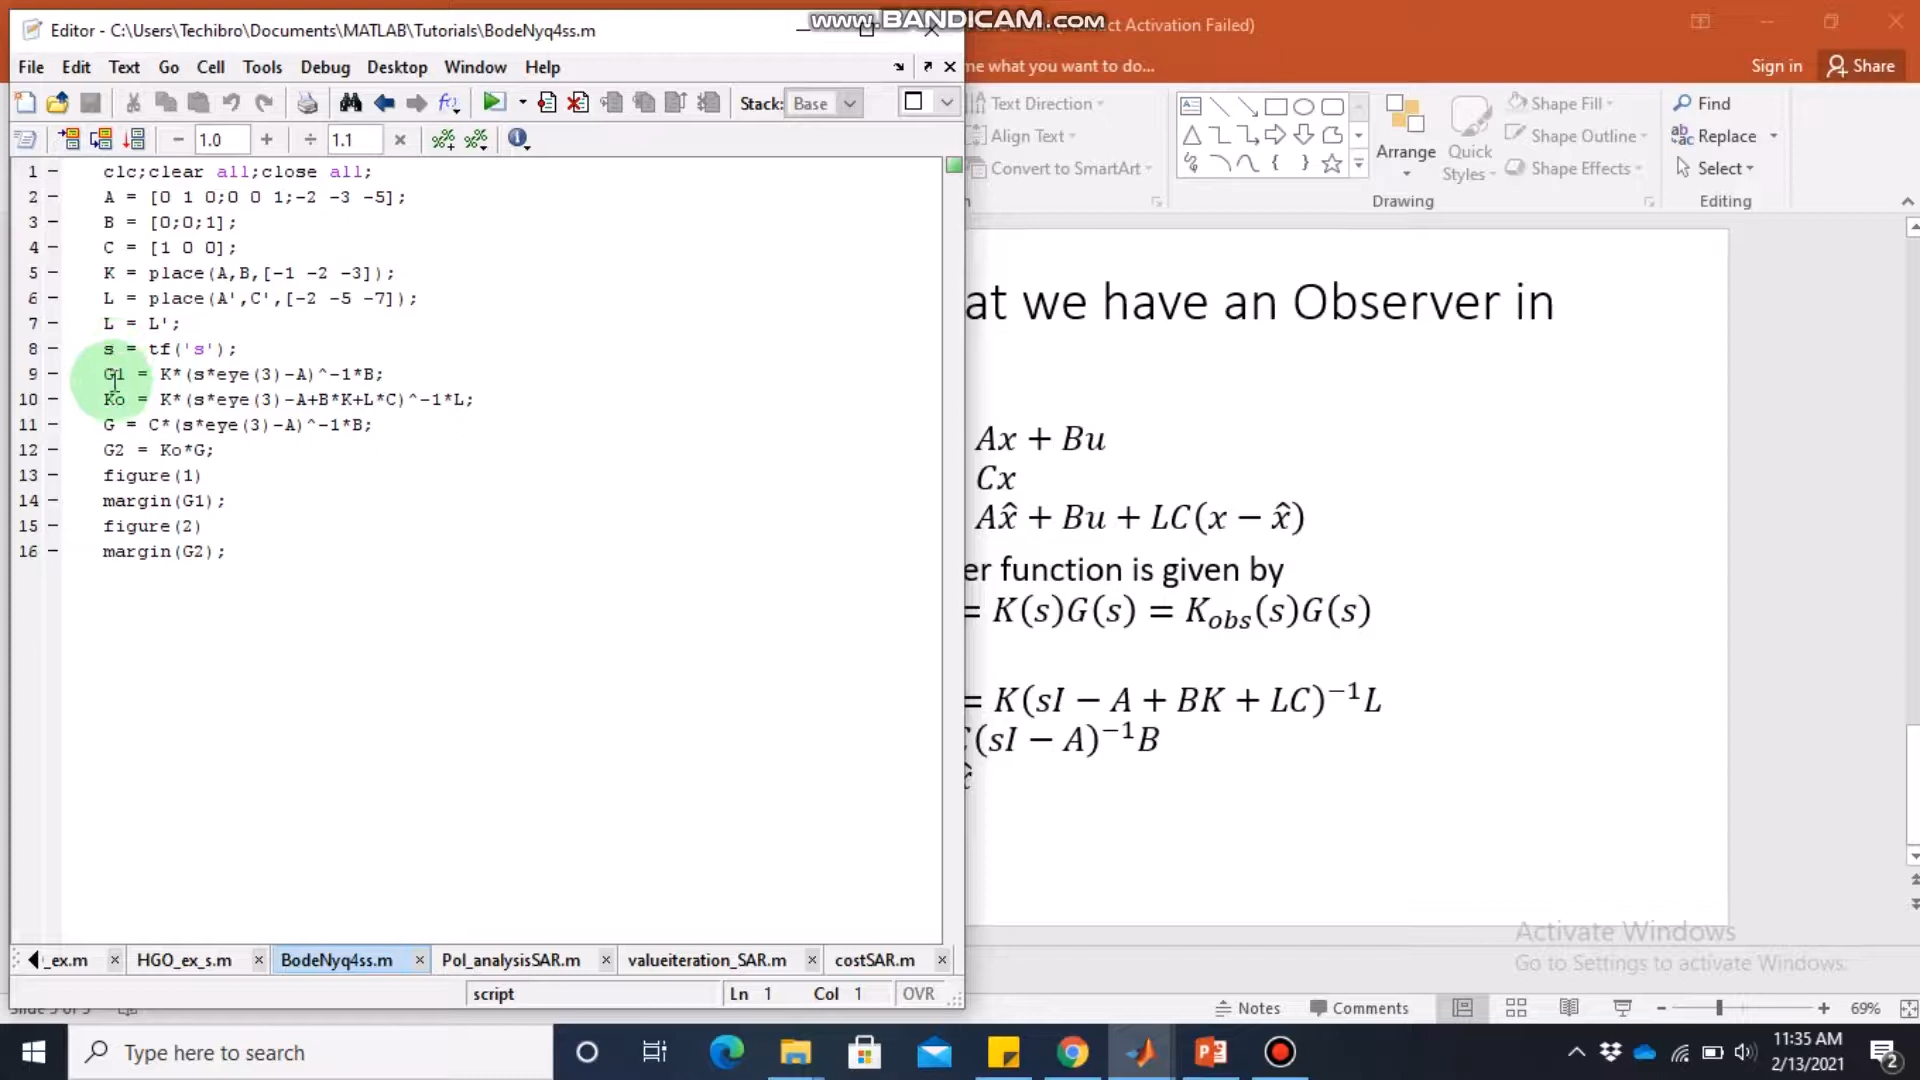 www.BANDICAM.com
Editor - C:\Users\Techibro\Documents\MATLAB\Tutorials\BodeNyq4ss.m
File Edit Text Go Cell Tools Debug Desktop Window Help
Stack: Base
1.0 1.1
1 clc;clear all;close all;
2 A = [0 1 0;0 0 1;-2 -3 -5];
3 B = [0;0;1];
4 C = [1 0 0];
5 K = place(A,B,[-1 -2 -3]);
6 L = place(A',C',[-2 -5 -7]);
7 L = L';
8 s = tf('s');
9 G1 = K*(s*eye(3)-A)^-1*B;
10 Ko = K*(s*eye(3)-A+B*K+L*C)^-1*L;
11 G = C*(s*eye(3)-A)^-1*B;
12 G2 = Ko*G;
13 figure(1)
14 margin(G1);
15 figure(2)
16 margin(G2);
_ex.m HGO_ex_s.m BodeNyq4ss.m Pol_analysisSAR.m valueiteration_SAR.m costSAR.m
script Ln 1 Col 1 OVR
Activation Failed)
me what you want to do...
Sign in Share
Text Direction
Align Text
Convert to SmartArt
Arrange
Quick Styles
Shape Fill
Shape Outline
Shape Effects
Drawing
Find
Replace
Select
Editing
at we have an Observer in
Ax + Bu
Cx
Ax̂ + Bu + LC(x − x̂)
er function is given by
= K(s)G(s) = K_obs(s)G(s)
= K(sI − A + BK + LC)⁻¹L
C(sI − A)⁻¹B
x̂
Activate Windows
Go to Settings to activate Windows.
Notes Comments 69%
Type here to search
11:35 AM
2/13/2021
2